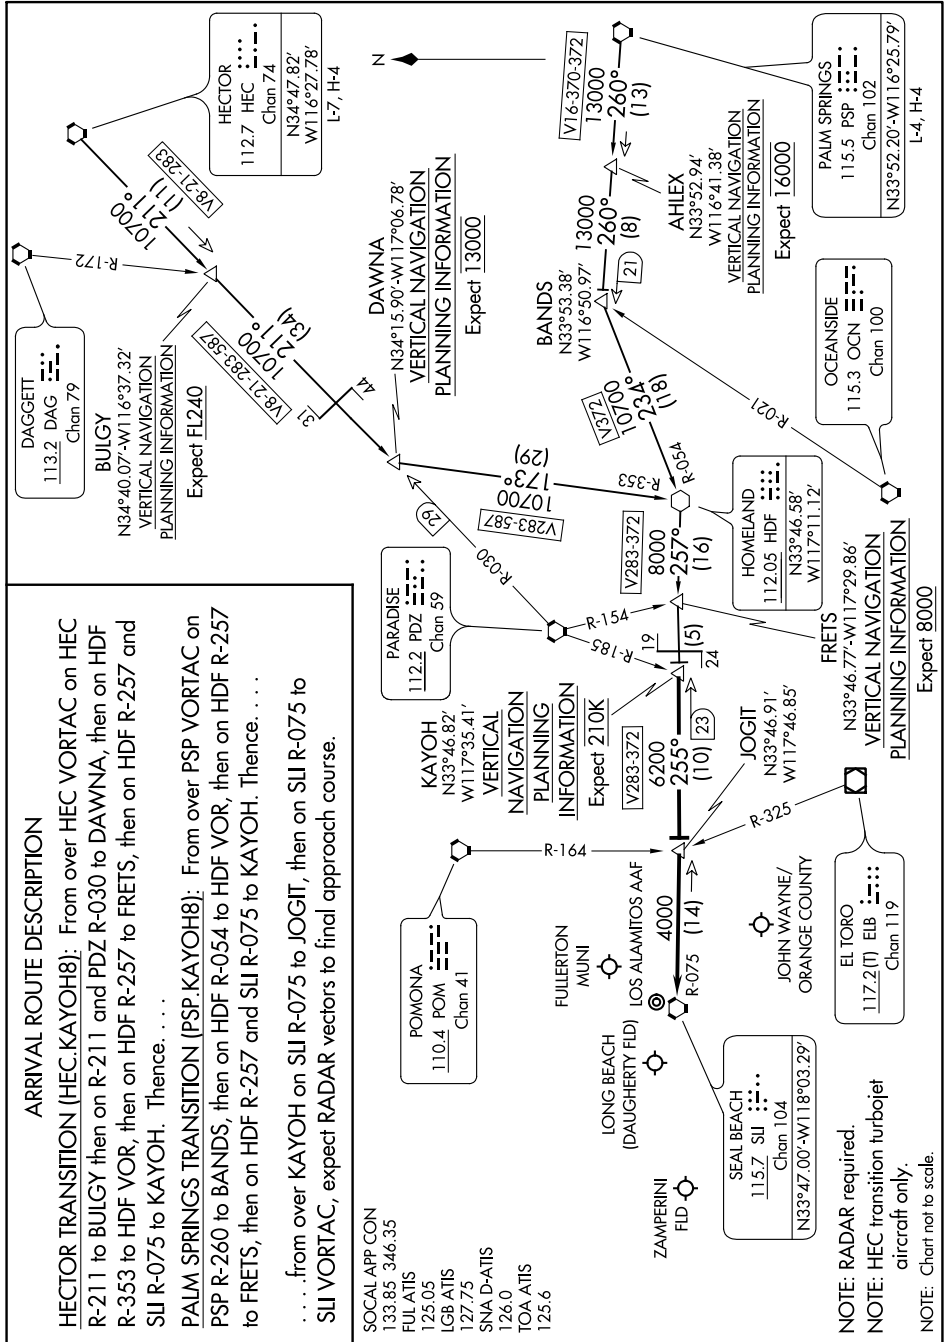 ARRIVAL ROUTE DESCRIPTION
HECTOR TRANSITION (HEC.KAYOH8): From over HEC VORTAC on HEC
R-211 to BULGY then on R-211 and PDZ R-030 to DAWNA, then on HDF
R-353 to HDF VOR, then on HDF R-257 to FRETS, then on HDF R-257 and
SLI R-075 to KAYOH. Thence. . . .
PALM SPRINGS TRANSITION (PSP.KAYOH8): From over PSP VORTAC on
PSP R-260 to BANDS, then on HDF R-054 to HDF VOR, then on HDF R-257
to FRETS, then on HDF R-257 and SLI R-075 to KAYOH. Thence. . . .
. . . .from over KAYOH on SLI R-075 to JOGIT, then on SLI R-075 to
SLI VORTAC, expect RADAR vectors to final approach course.
SOCAL APP CON
133.85 346.35
FUL ATIS
125.05
LGB ATIS
127.75
SNA D-ATIS
126.0
TOA ATIS
125.6
DAGGETT
113.2 DAG
Chan 79
R-172
HECTOR
112.7 HEC
Chan 74
N34°47.82'
W116°27.78'
L-7, H-4
V8-21-283
10700
211°
(11)
BULGY
N34°40.07'-W116°37.32'
VERTICAL NAVIGATION
PLANNING INFORMATION
Expect FL240
V8-21-283-587
10700
211°
(34)
31
44
DAWNA
N34°15.90'-W117°06.78'
VERTICAL NAVIGATION
PLANNING INFORMATION
Expect 13000
N
29
R-030
PARADISE
112.2 PDZ
Chan 59
V283-587
10700
173°
(29)
R-353
V16-370-372
13000
260°
(13)
PALM SPRINGS
115.5 PSP
Chan 102
N33°52.20'-W116°25.79'
L-4, H-4
AHLEX
N33°52.94'
W116°41.38'
VERTICAL NAVIGATION
PLANNING INFORMATION
Expect 16000
13000
260°
(8)
21
BANDS
N33°53.38'
W116°50.97'
V372
10700
234°
(18)
R-054
R-021
OCEANSIDE
115.3 OCN
Chan 100
HOMELAND
112.05 HDF
N33°46.58'
W117°11.12'
V283-372
8000
257°
(16)
R-154
R-185
FRETS
N33°46.77'-W117°29.86'
VERTICAL NAVIGATION
PLANNING INFORMATION
Expect 8000
19
(5)
24
KAYOH
N33°46.82'
W117°35.41'
VERTICAL
NAVIGATION
PLANNING
INFORMATION
Expect 210K
V283-372
6200
255°
(10)
23
JOGIT
N33°46.91'
W117°46.85'
R-164
R-325
POMONA
110.4 POM
Chan 41
EL TORO
117.2(T) ELB
Chan 119
4000
(14)
R-075
FULLERTON
MUNI
LOS ALAMITOS AAF
JOHN WAYNE/
ORANGE COUNTY
LONG BEACH
(DAUGHERTY FLD)
SEAL BEACH
115.7 SLI
Chan 104
N33°47.00'-W118°03.29'
ZAMPERINI
FLD
NOTE: RADAR required.
NOTE: HEC transition turbojet
aircraft only.
NOTE: Chart not to scale.